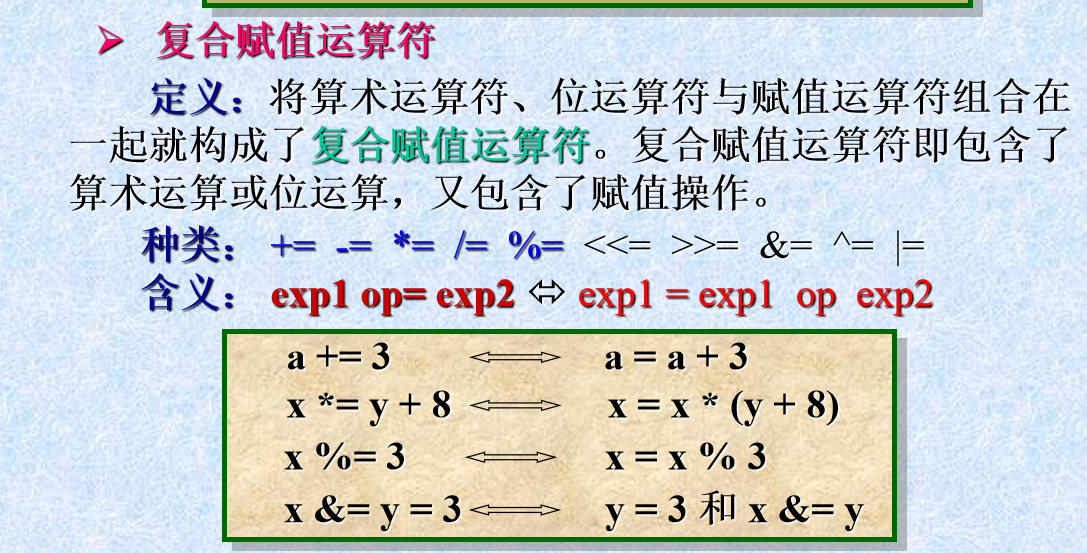 ➢ 复合赋值运算符
定义：将算术运算符、位运算符与赋值运算符组合在
一起就构成了复合赋值运算符。复合赋值运算符即包含了
算术运算或位运算，又包含了赋值操作。
种类： += -= *= /= %= <<= >>= &= ^= |=
含义： exp1 op= exp2 ⇔ exp1 = exp1 op exp2
a += 3 ⟺ a = a + 3
x *= y + 8 ⟺ x = x * (y + 8)
x %= 3 ⟺ x = x % 3
x &= y = 3 ⟺ y = 3 和 x &= y